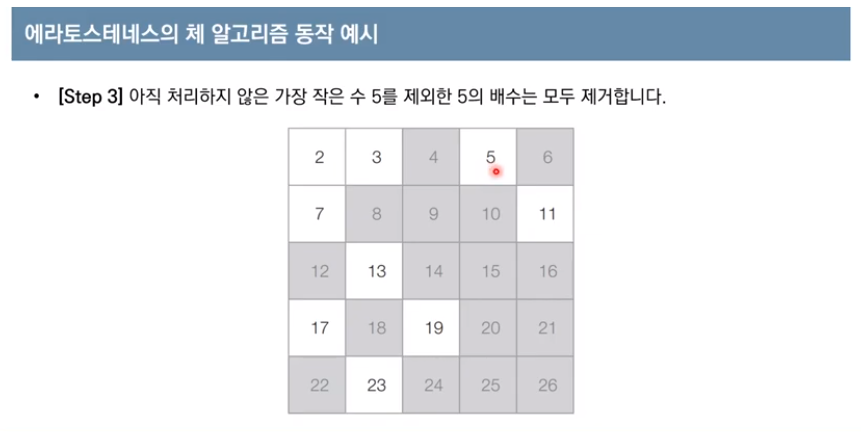 에라토스테네스의 체 알고리즘 동작 예시
• [Step 3] 아직 처리하지 않은 가장 작은 수 5를 제외한 5의 배수는 모두 제거합니다.
2 3 4 5 6
7 8 9 10 11
12 13 14 15 16
17 18 19 20 21
22 23 24 25 26